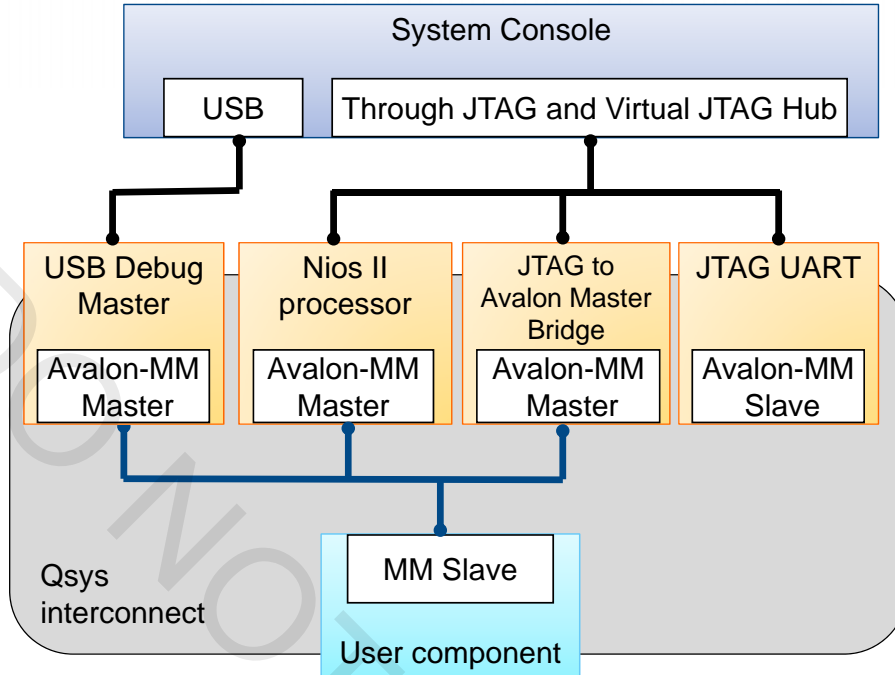 System Console
USB
Through JTAG and Virtual JTAG Hub
USB Debug
Master
Nios II
processor
JTAG to
Avalon Master
Bridge
JTAG UART
Avalon-MM
Master
Avalon-MM
Master
Avalon-MM
Master
Avalon-MM
Slave
MM Slave
Qsys
interconnect
User component
DO NOT